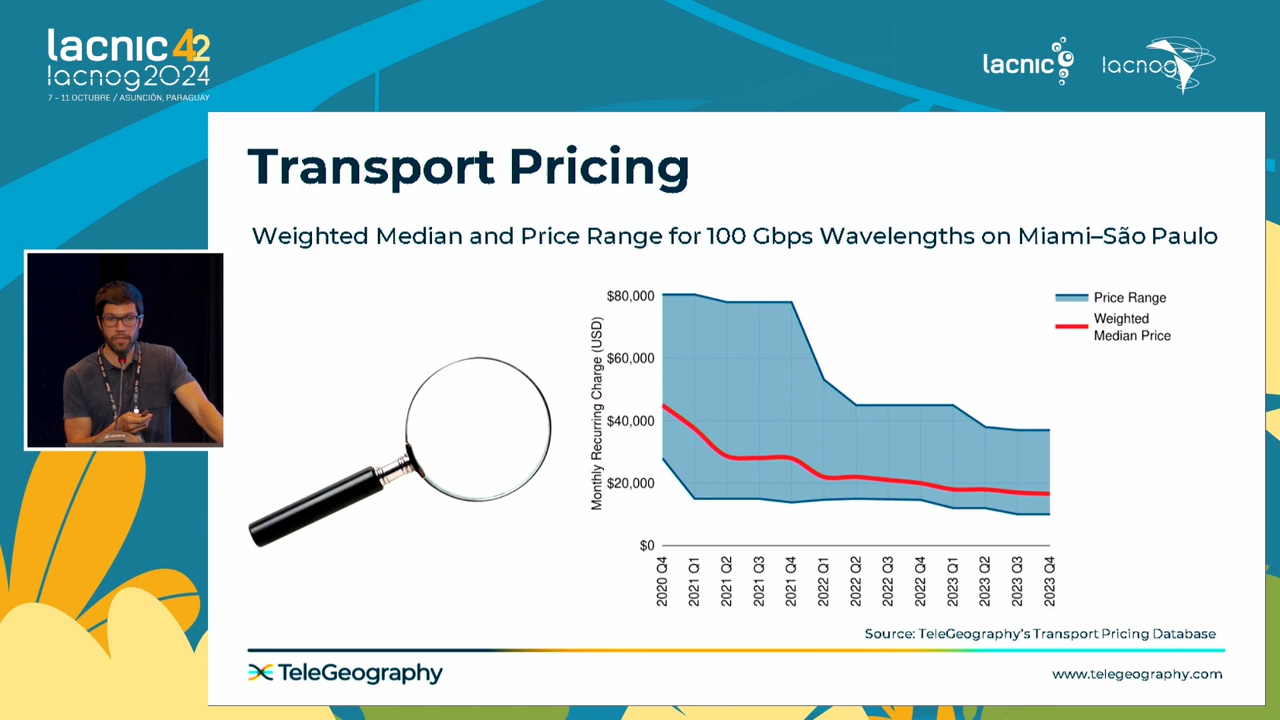 lacnic 42
lacnog2024
7 - 11 OCTUBRE / ASUNCIÓN, PARAGUAY
lacnic
lacnog
Transport Pricing
Weighted Median and Price Range for 100 Gbps Wavelengths on Miami–São Paulo
Monthly Recurring Charge (USD)
$80,000
$60,000
$40,000
$20,000
$0
2020 Q4
2021 Q1
2021 Q2
2021 Q3
2021 Q4
2022 Q1
2022 Q2
2022 Q3
2022 Q4
2023 Q1
2023 Q2
2023 Q3
2023 Q4
Price Range
Weighted
Median Price
Source: TeleGeography's Transport Pricing Database
TeleGeography
www.telegeography.com